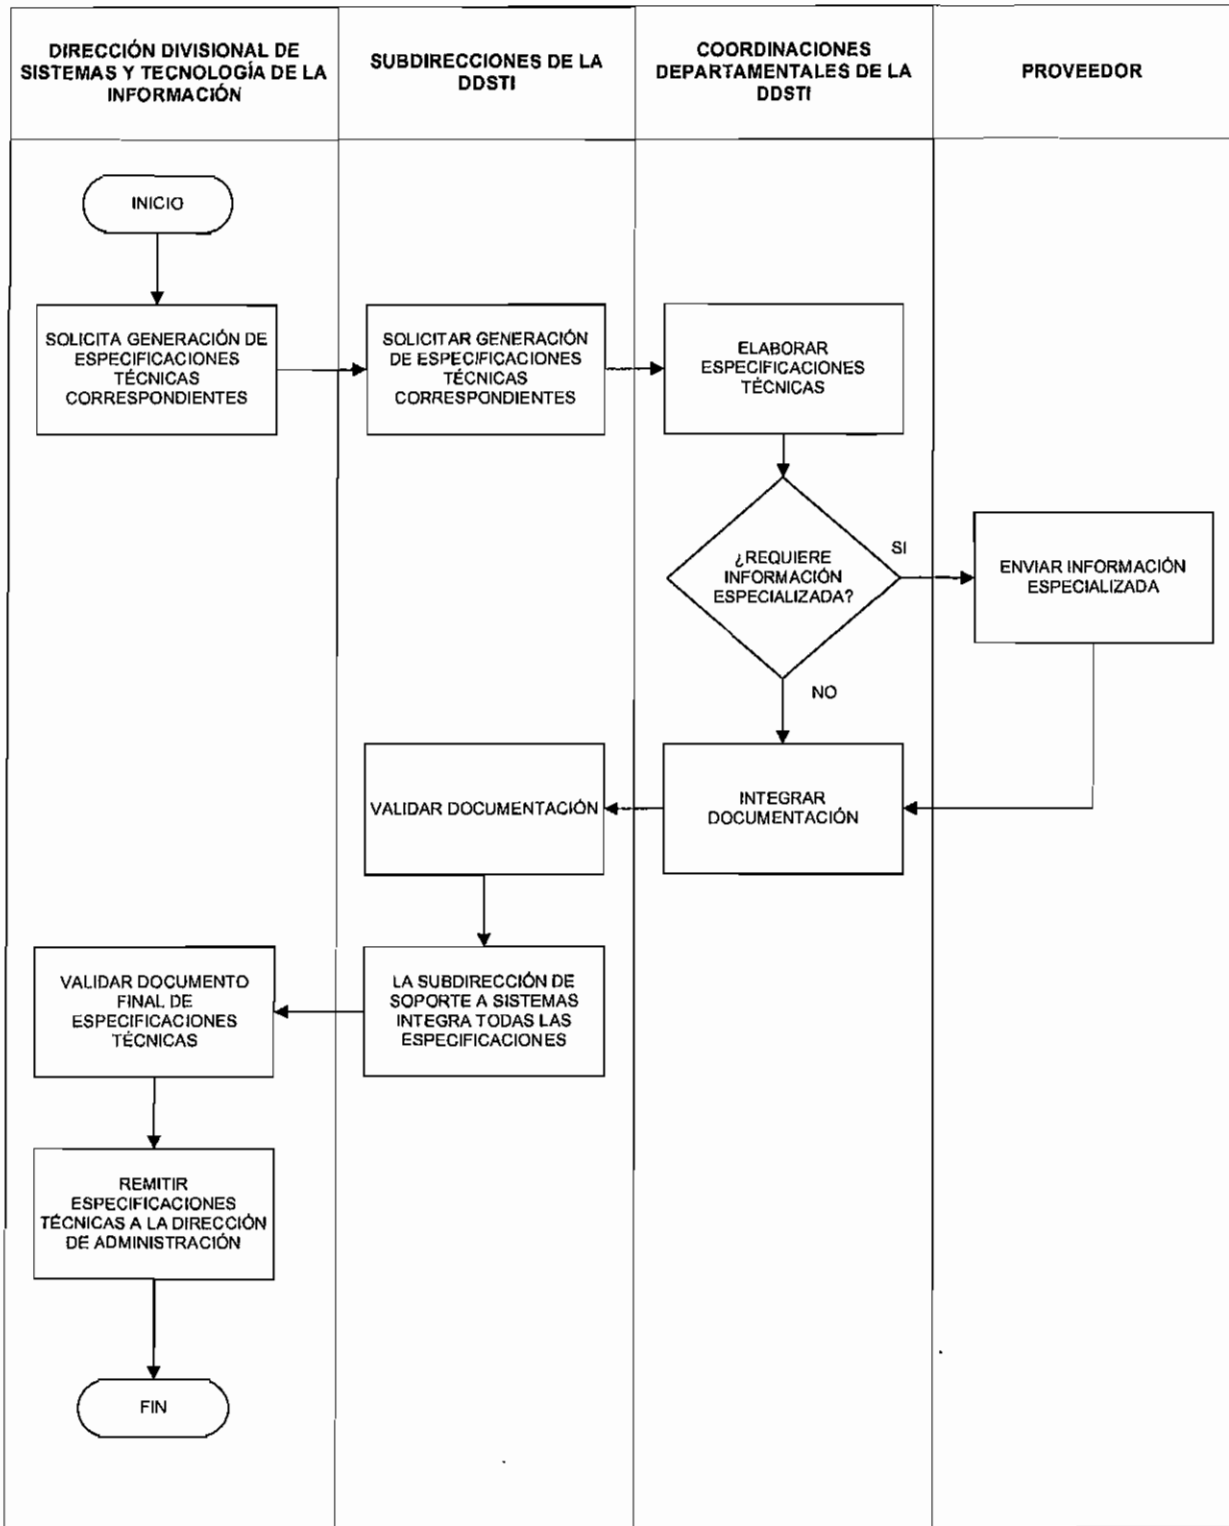 DIRECCIÓN DIVISIONAL DE
SISTEMAS Y TECNOLOGÍA DE LA
INFORMACIÓN
SUBDIRECCIONES DE LA
DDSTI
COORDINACIONES
DEPARTAMENTALES DE LA
DDSTI
PROVEEDOR
INICIO
SOLICITA GENERACIÓN DE
ESPECIFICACIONES
TÉCNICAS
CORRESPONDIENTES
SOLICITAR GENERACIÓN
DE ESPECIFICACIONES
TÉCNICAS
CORRESPONDIENTES
ELABORAR
ESPECIFICACIONES
TÉCNICAS
¿REQUIERE
INFORMACIÓN
ESPECIALIZADA?
SI
ENVIAR INFORMACIÓN
ESPECIALIZADA
NO
INTEGRAR
DOCUMENTACIÓN
VALIDAR DOCUMENTACIÓN
LA SUBDIRECCIÓN DE
SOPORTE A SISTEMAS
INTEGRA TODAS LAS
ESPECIFICACIONES
VALIDAR DOCUMENTO
FINAL DE
ESPECIFICACIONES
TÉCNICAS
REMITIR
ESPECIFICACIONES
TÉCNICAS A LA DIRECCIÓN
DE ADMINISTRACIÓN
FIN